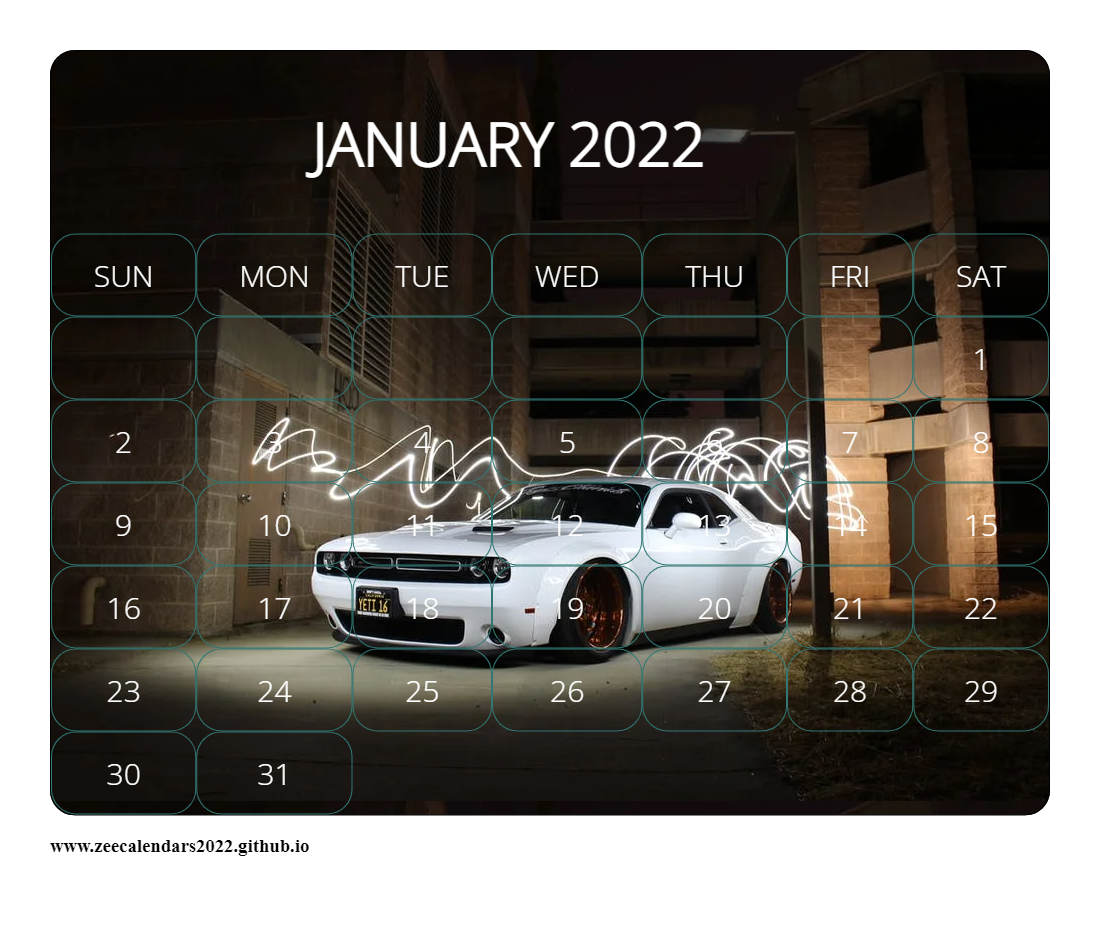 JANUARY 2022
SUN MON TUE WED THU FRI SAT
1
2 3 4 5 6 7 8
9 10 11 12 13 14 15
16 17 18 19 20 21 22
YETI 16
23 24 25 26 27 28 29
30 31
www.zeecalendars2022.github.io